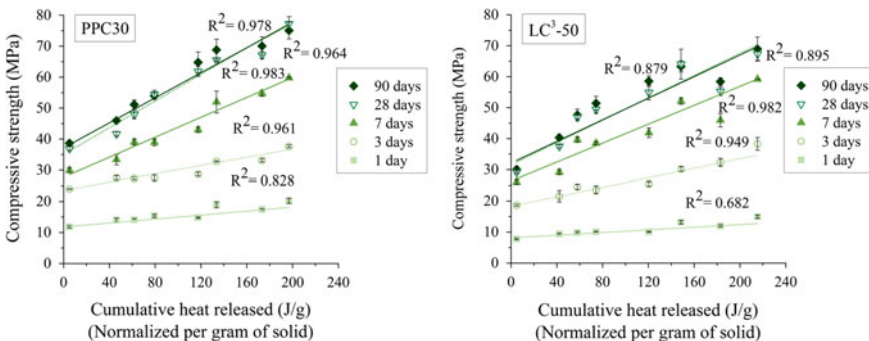 PPC30
R²= 0.978
R²= 0.964
R²= 0.983
R²= 0.961
R²= 0.828
90 days
28 days
7 days
3 days
1 day
Compressive strength (MPa)
80
70
60
50
40
30
20
10
0
0 40 80 120 160 200 240
Cumulative heat released (J/g)
(Normalized per gram of solid)
LC³-50
R²= 0.879
R²= 0.895
R²= 0.982
R²= 0.949
R²= 0.682
90 days
28 days
7 days
3 days
1 day
Compressive strength (MPa)
80
70
60
50
40
30
20
10
0
0 40 80 120 160 200 240
Cumulative heat released (J/g)
(Normalized per gram of solid)